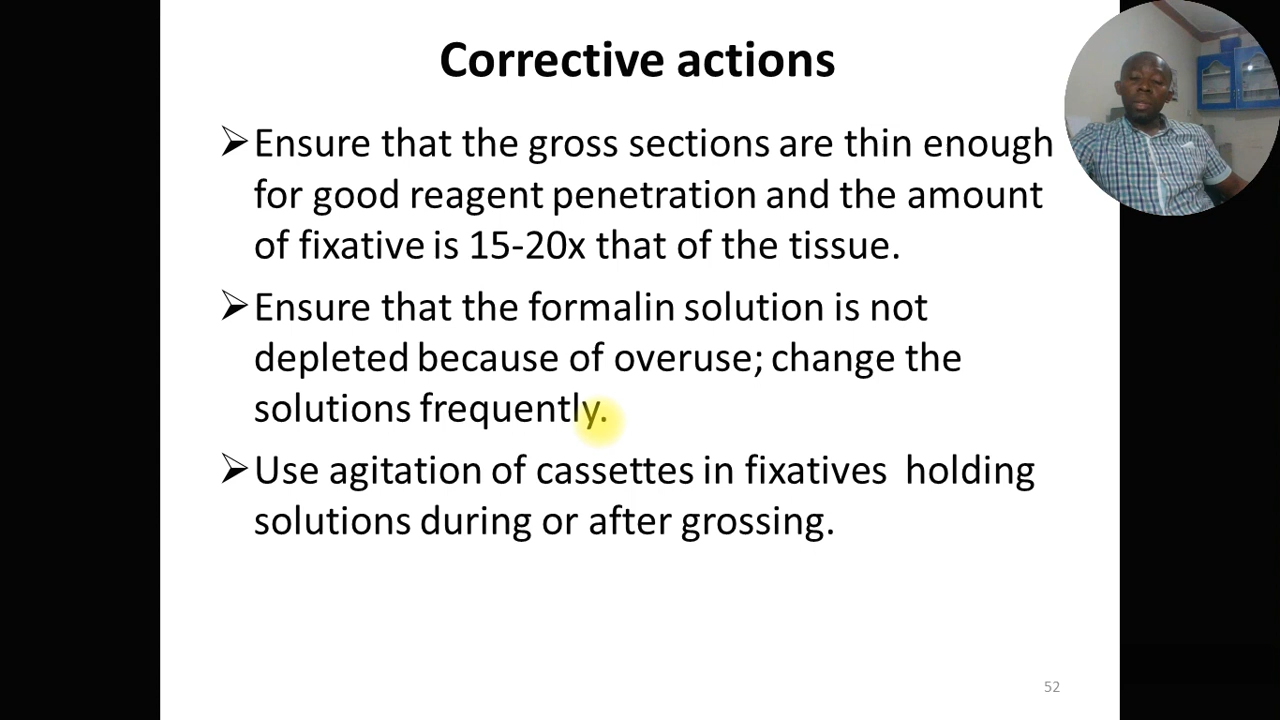 Corrective actions
➢Ensure that the gross sections are thin enough
for good reagent penetration and the amount
of fixative is 15-20x that of the tissue.
➢Ensure that the formalin solution is not
depleted because of overuse; change the
solutions frequently.
➢Use agitation of cassettes in fixatives  holding
solutions during or after grossing.
52